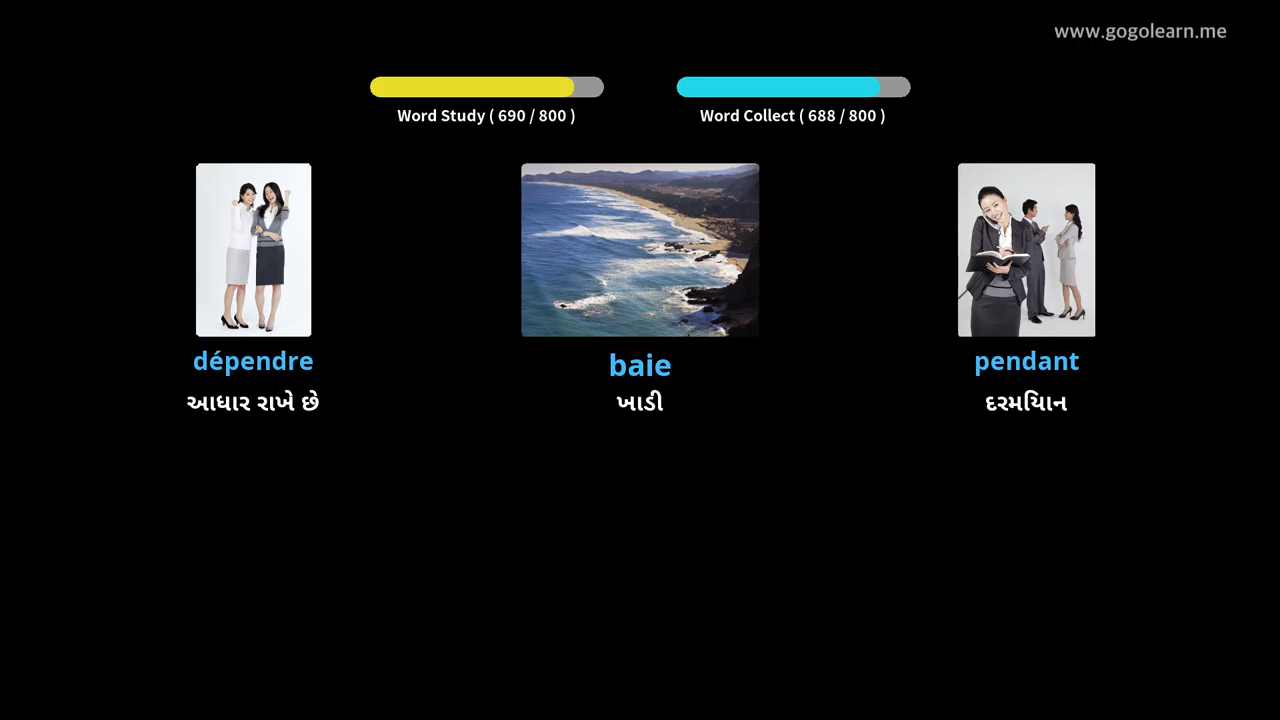 www.gogolearn.me
Word Study ( 690 / 800 )
Word Collect ( 688 / 800 )
dépendre
baie
pendant
આધાર રાખે છે
ખાડી
દરમિયાન